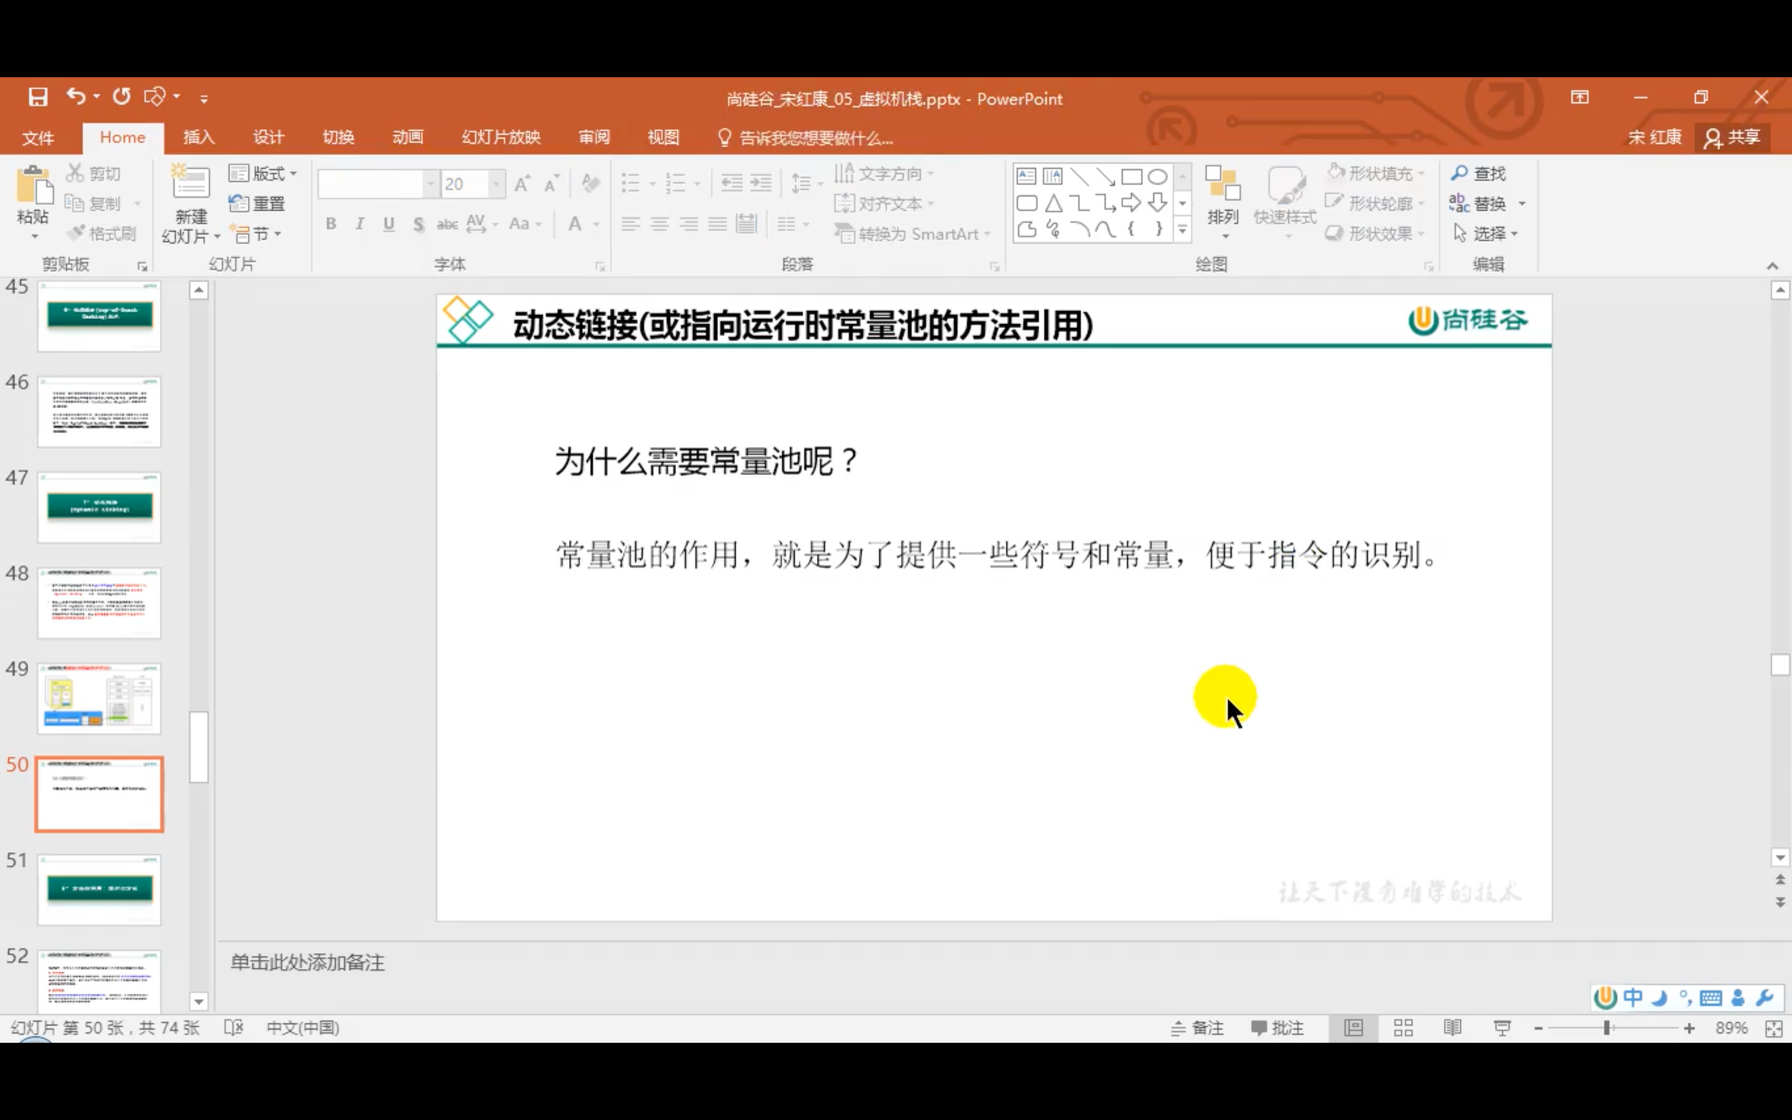 尚硅谷_宋红康_05_虚拟机栈.pptx - PowerPoint
文件 Home 插入 设计 切换 动画 幻灯片放映 审阅 视图 告诉我您想要做什么... 宋 红康 共享
粘贴
剪切
复制
格式刷
剪贴板
新建
幻灯片
版式
重置
节
幻灯片
20
B I U S abc AV Aa A
字体
文字方向
对齐文本
转换为 SmartArt
段落
排列
快速样式
形状填充
形状轮廓
形状效果
绘图
查找
替换
选择
编辑
45
46
47
48
49
50
51
52
动态链接(或指向运行时常量池的方法引用)
尚硅谷
为什么需要常量池呢？
常量池的作用，就是为了提供一些符号和常量，便于指令的识别。
让天下没有难学的技术
单击此处添加备注
中
幻灯片 第 50 张，共 74 张 中文(中国) 备注 批注 89%